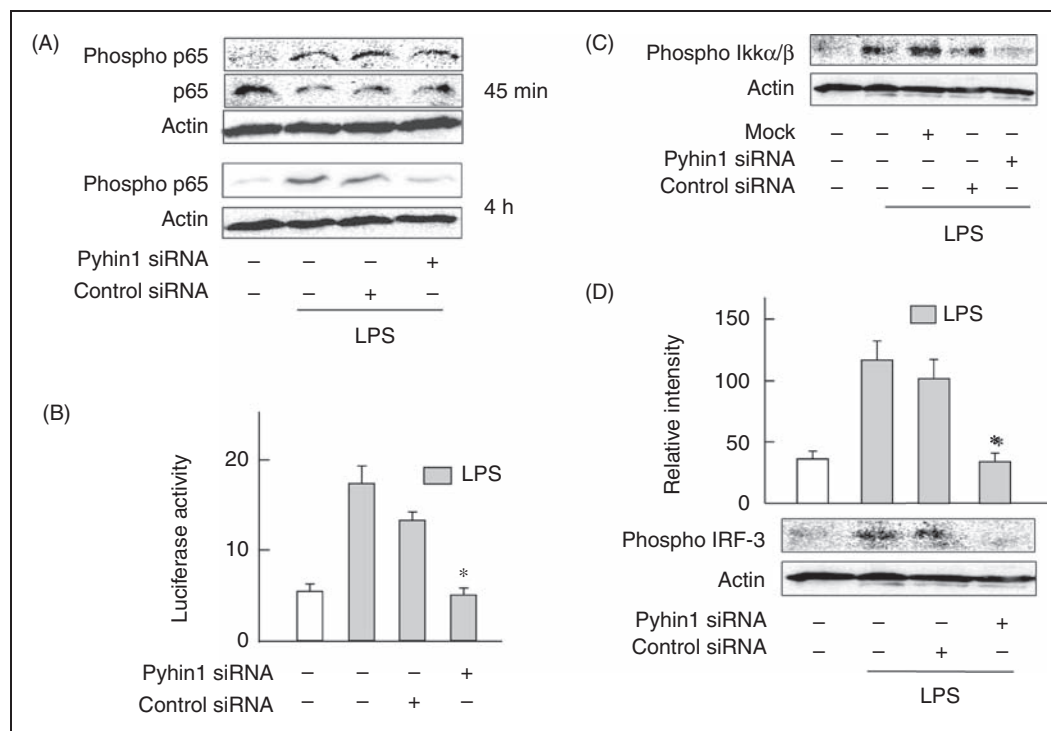 (A)
Phospho p65
p65
45 min
Actin
Phospho p65
4 h
Actin
Pyhin1 siRNA – – – +
Control siRNA – – + –
LPS
(B)
Luciferase activity
20
10
0
LPS
*
Pyhin1 siRNA – – – +
Control siRNA – – + –
(C)
Phospho Ikkα/β
Actin
Mock – – + – –
Pyhin1 siRNA – – – – +
Control siRNA – – – + –
LPS
(D)
Relative intensity
150
100
50
0
LPS
**
Phospho IRF-3
Actin
Pyhin1 siRNA – – – +
Control siRNA – – + –
LPS